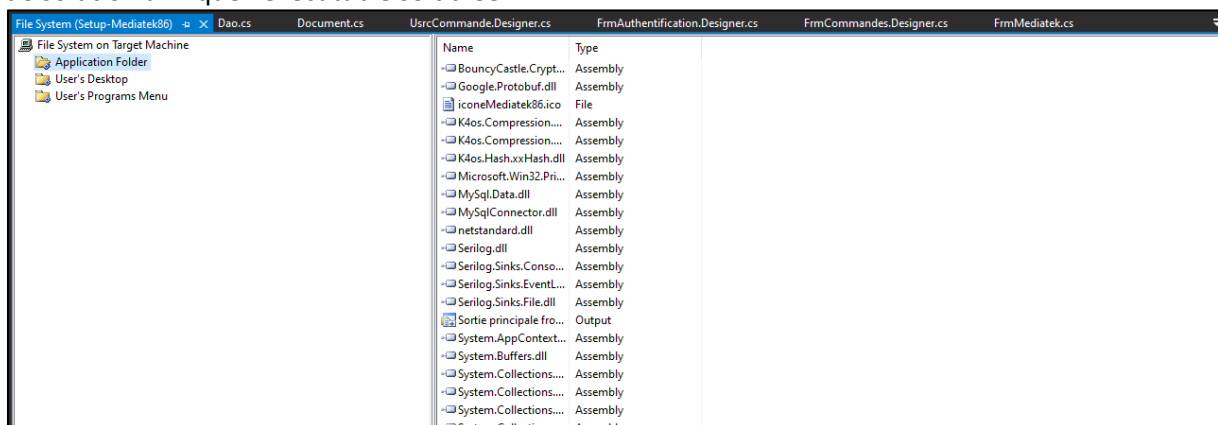 File System (Setup-Mediatek86) Dao.cs Document.cs UsrcCommande.Designer.cs FrmAuthentification.Designer.cs FrmCommandes.Designer.cs FrmMediatek.cs
File System on Target Machine
Application Folder
User's Desktop
User's Programs Menu
Name Type
BouncyCastle.Crypt... Assembly
Google.Protobuf.dll Assembly
iconeMediatek86.ico File
K4os.Compression.... Assembly
K4os.Compression.... Assembly
K4os.Hash.xxHash.dll Assembly
Microsoft.Win32.Pri... Assembly
MySql.Data.dll Assembly
MySqlConnector.dll Assembly
netstandard.dll Assembly
Serilog.dll Assembly
Serilog.Sinks.Conso... Assembly
Serilog.Sinks.EventL... Assembly
Serilog.Sinks.File.dll Assembly
Sortie principale fro... Output
System.AppContext... Assembly
System.Buffers.dll Assembly
System.Collections.... Assembly
System.Collections.... Assembly
System.Collections.... Assembly